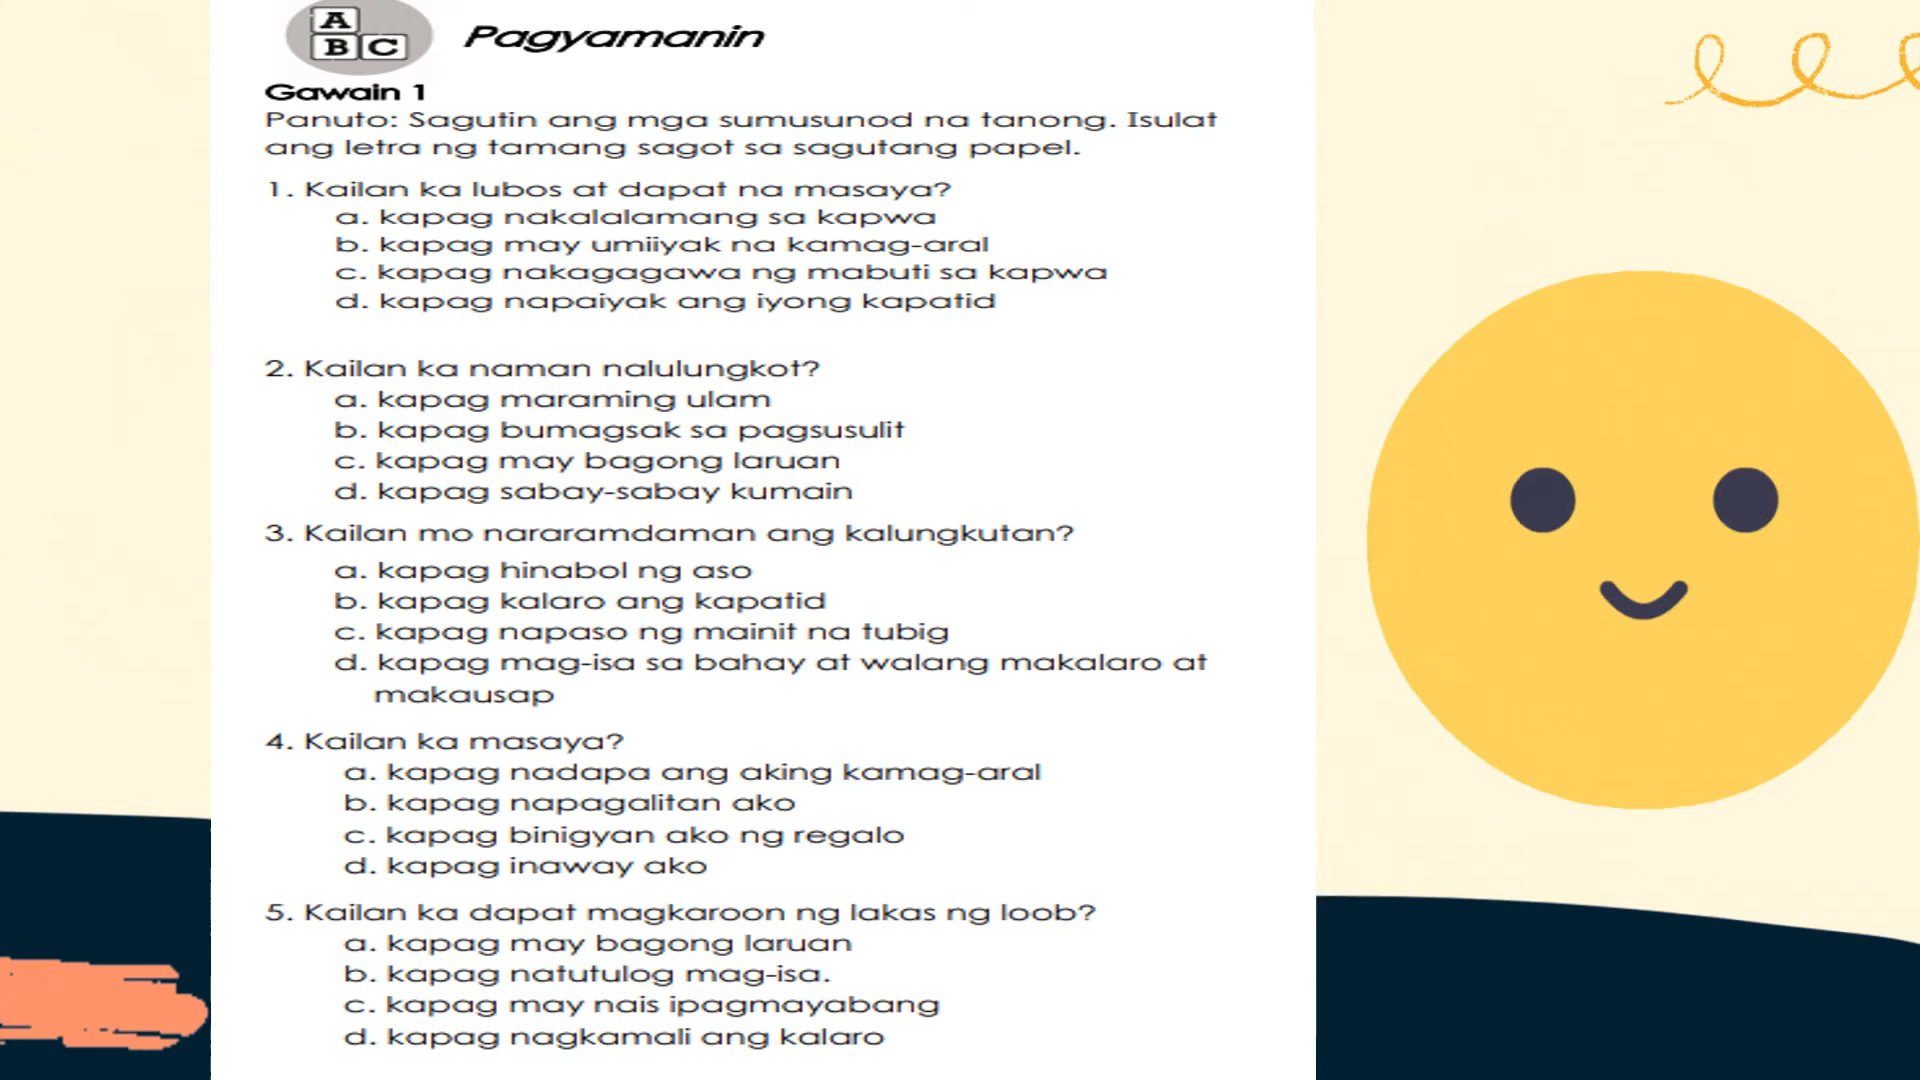 A
B C
Pagyamanin
Gawain 1
Panuto: Sagutin ang mga sumusunod na tanong. Isulat
ang letra ng tamang sagot sa sagutang papel.
1. Kailan ka lubos at dapat na masaya?
a. kapag nakalalamang sa kapwa
b. kapag may umiiyak na kamag-aral
c. kapag nakagagawa ng mabuti sa kapwa
d. kapag napaiyak ang iyong kapatid
2. Kailan ka naman nalulungkot?
a. kapag maraming ulam
b. kapag bumagsak sa pagsusulit
c. kapag may bagong laruan
d. kapag sabay-sabay kumain
3. Kailan mo nararamdaman ang kalungkutan?
a. kapag hinabol ng aso
b. kapag kalaro ang kapatid
c. kapag napaso ng mainit na tubig
d. kapag mag-isa sa bahay at walang makalaro at
makausap
4. Kailan ka masaya?
a. kapag nadapa ang aking kamag-aral
b. kapag napagalitan ako
c. kapag binigyan ako ng regalo
d. kapag inaway ako
5. Kailan ka dapat magkaroon ng lakas ng loob?
a. kapag may bagong laruan
b. kapag natutulog mag-isa.
c. kapag may nais ipagmayabang
d. kapag nagkamali ang kalaro